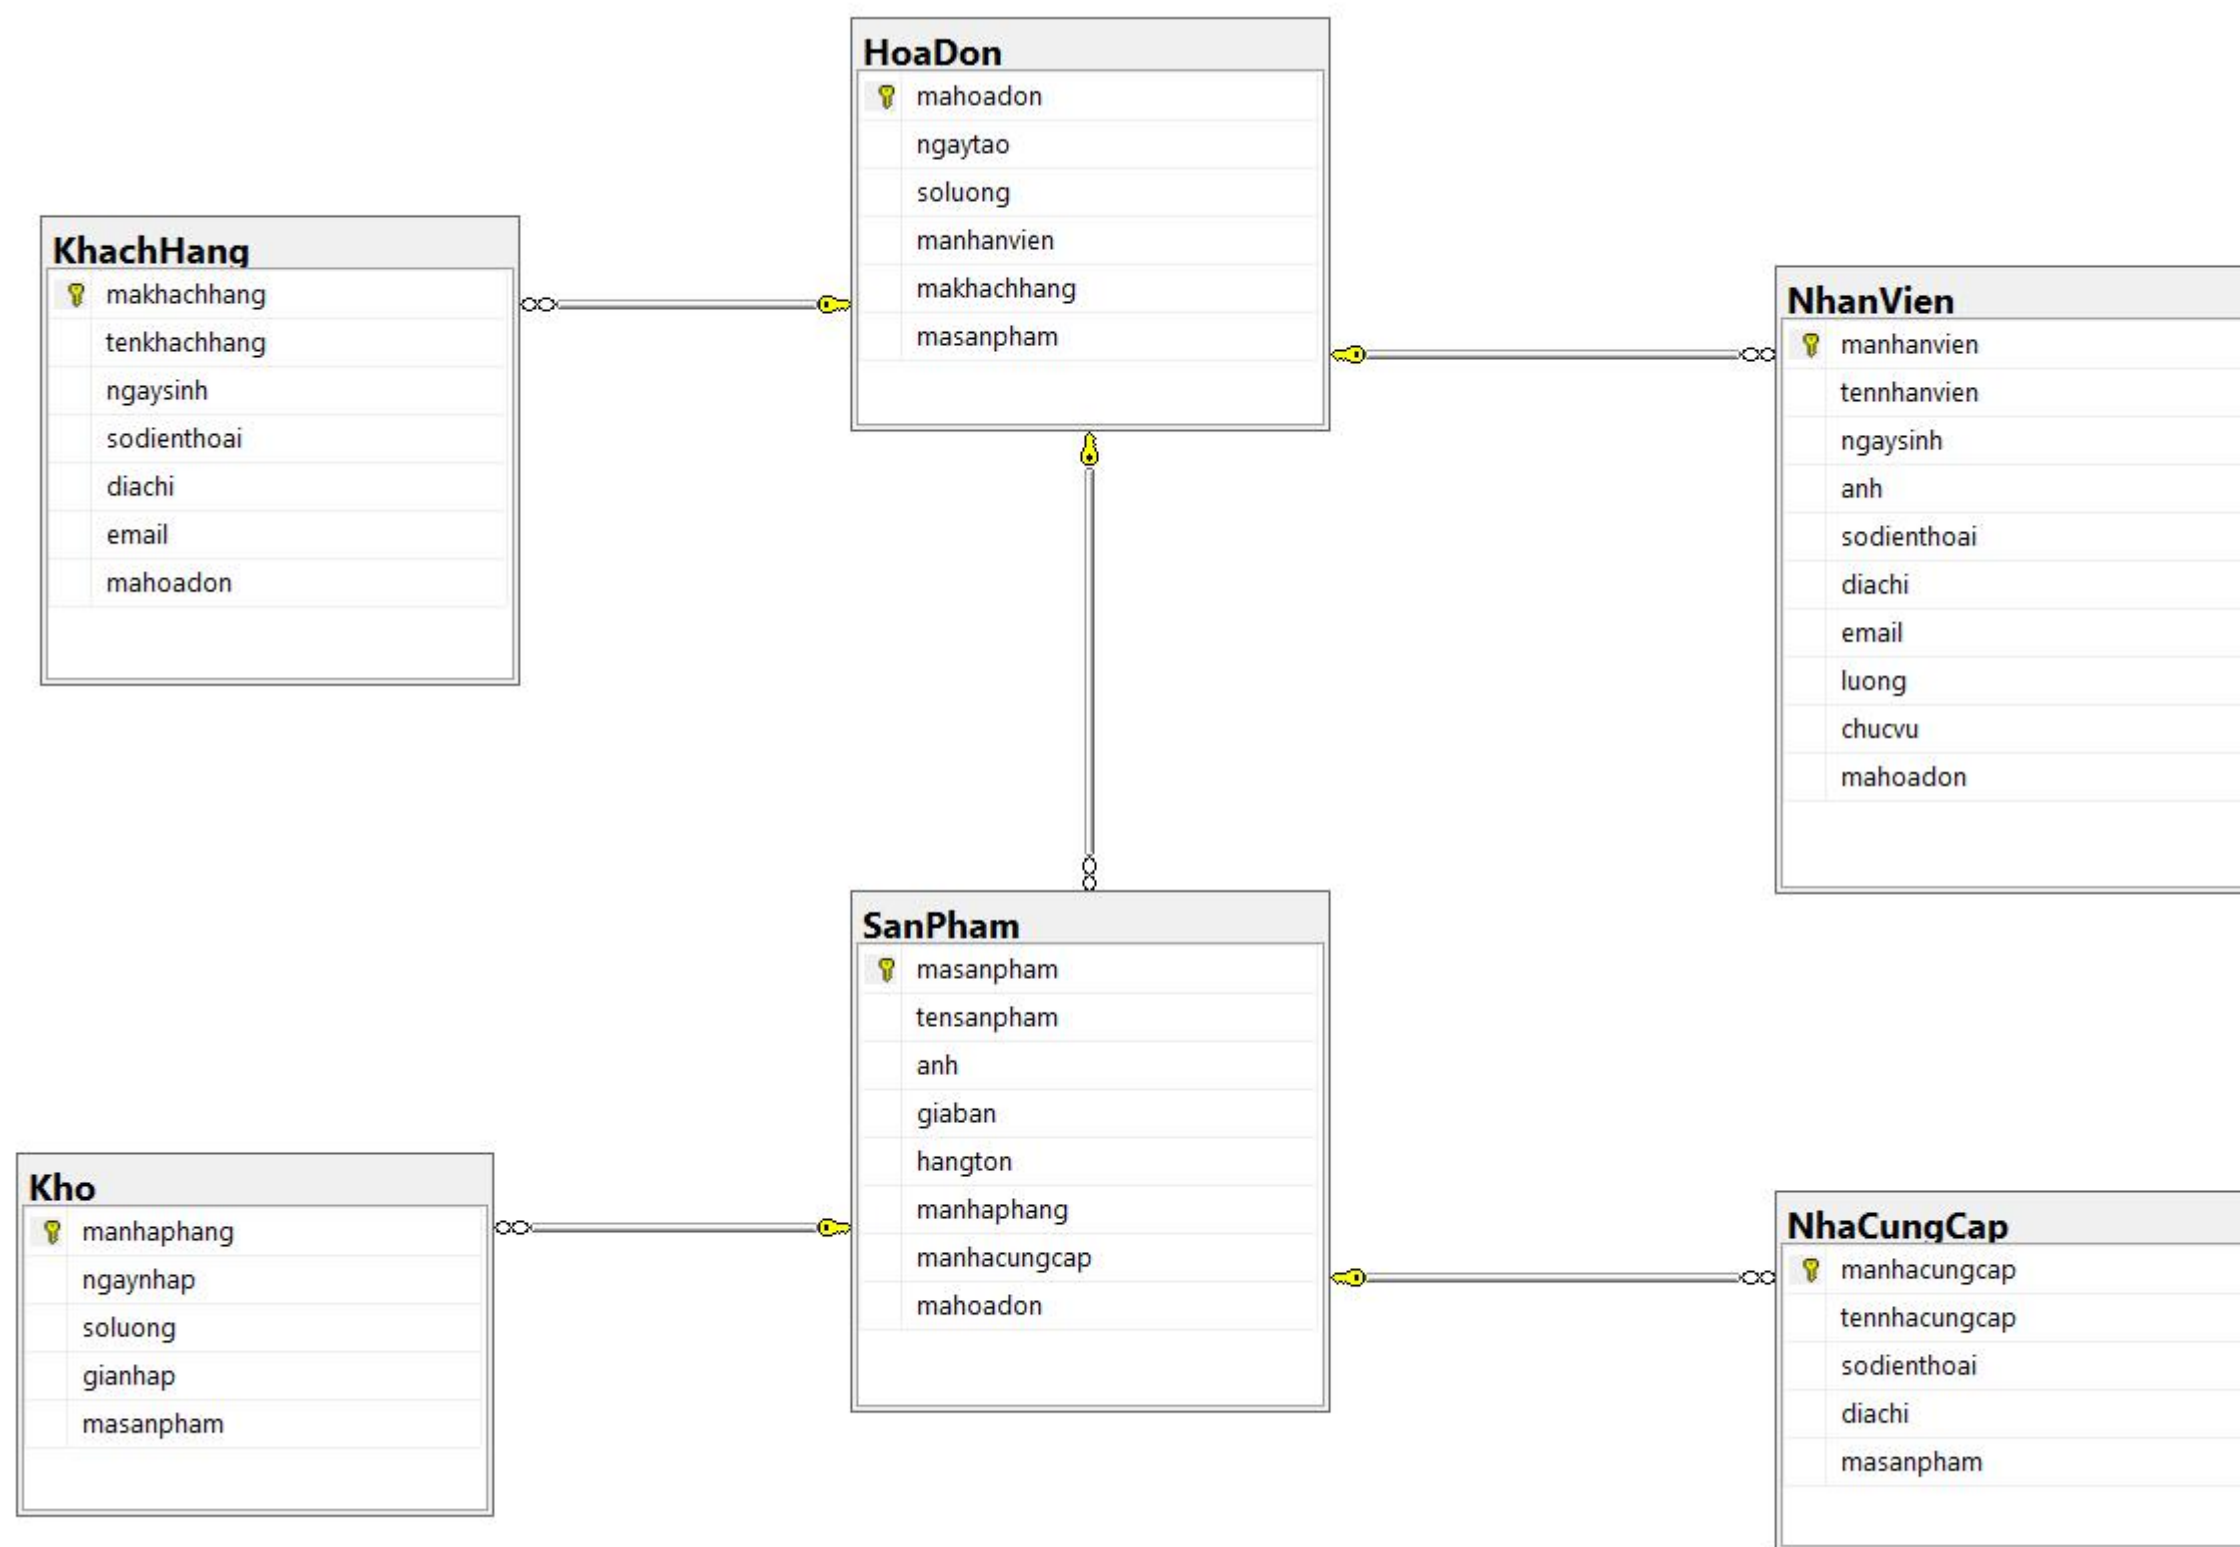 HoaDon
mahoadon
ngaytao
soluong
manhanvien
makhachhang
masanpham
KhachHang
makhachhang
tenkhachhang
ngaysinh
sodienthoai
diachi
email
mahoadon
NhanVien
manhanvien
tennhanvien
ngaysinh
anh
sodienthoai
diachi
email
luong
chucvu
mahoadon
SanPham
masanpham
tensanpham
anh
giaban
hangton
manhaphang
manhacungcap
mahoadon
Kho
manhaphang
ngaynhap
soluong
gianhap
masanpham
NhaCungCap
manhacungcap
tennhacungcap
sodienthoai
diachi
masanpham